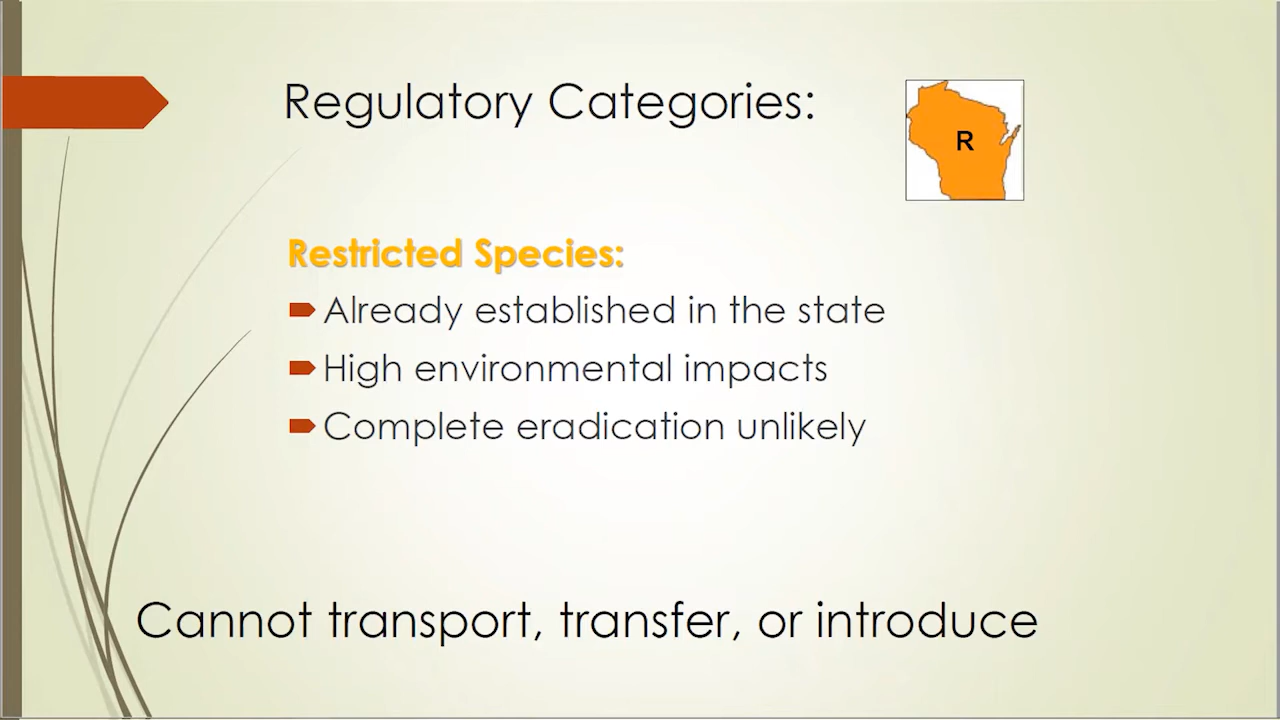 Regulatory Categories:
R
Restricted Species:
Already established in the state
High environmental impacts
Complete eradication unlikely
Cannot transport, transfer, or introduce